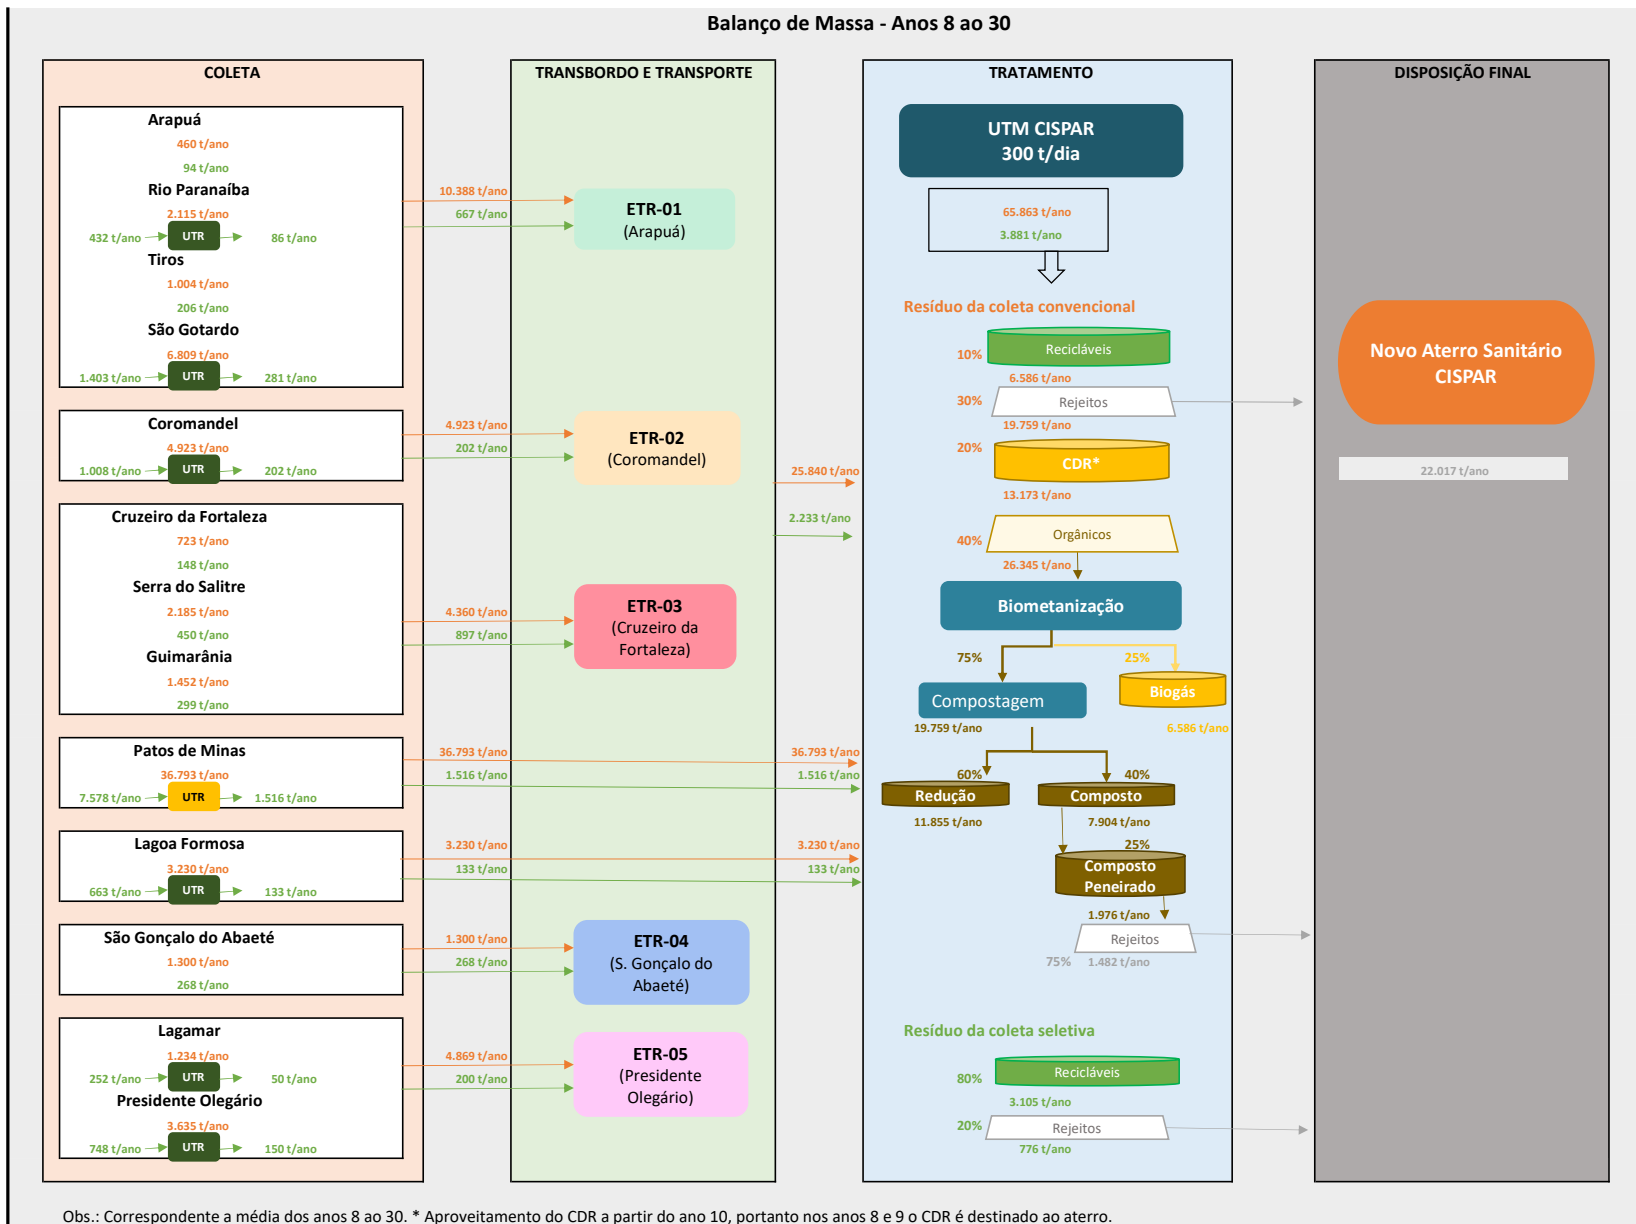 Balanço de Massa - Anos 8 ao 30
COLETA
Arapuá
460 t/ano
94 t/ano
Rio Paranaíba
2.115 t/ano
432 t/ano UTR 86 t/ano
Tiros
1.004 t/ano
206 t/ano
São Gotardo
6.809 t/ano
1.403 t/ano UTR 281 t/ano
Coromandel
4.923 t/ano
1.008 t/ano UTR 202 t/ano
Cruzeiro da Fortaleza
723 t/ano
148 t/ano
Serra do Salitre
2.185 t/ano
450 t/ano
Guimarânia
1.452 t/ano
299 t/ano
Patos de Minas
36.793 t/ano
7.578 t/ano UTR 1.516 t/ano
Lagoa Formosa
3.230 t/ano
663 t/ano UTR 133 t/ano
São Gonçalo do Abaeté
1.300 t/ano
268 t/ano
Lagamar
1.234 t/ano
252 t/ano UTR 50 t/ano
Presidente Olegário
3.635 t/ano
748 t/ano UTR 150 t/ano
TRANSBORDO E TRANSPORTE
10.388 t/ano
667 t/ano
ETR-01
(Arapuá)
4.923 t/ano
202 t/ano
ETR-02
(Coromandel)
25.840 t/ano
2.233 t/ano
4.360 t/ano
897 t/ano
ETR-03
(Cruzeiro da
Fortaleza)
36.793 t/ano
1.516 t/ano
36.793 t/ano
1.516 t/ano
3.230 t/ano
133 t/ano
3.230 t/ano
133 t/ano
1.300 t/ano
268 t/ano
ETR-04
(S. Gonçalo do
Abaeté)
4.869 t/ano
200 t/ano
ETR-05
(Presidente
Olegário)
TRATAMENTO
UTM CISPAR
300 t/dia
65.863 t/ano
3.881 t/ano
Resíduo da coleta convencional
10% Recicláveis
6.586 t/ano
30% Rejeitos
19.759 t/ano
20% CDR*
13.173 t/ano
40% Orgânicos
26.345 t/ano
Biometanização
75% 25%
Compostagem Biogás
19.759 t/ano 6.586 t/ano
60% 40%
Redução Composto
11.855 t/ano 7.904 t/ano
25%
Composto
Peneirado
1.976 t/ano
Rejeitos
75% 1.482 t/ano
Resíduo da coleta seletiva
80% Recicláveis
3.105 t/ano
20% Rejeitos
776 t/ano
DISPOSIÇÃO FINAL
Novo Aterro Sanitário
CISPAR
22.017 t/ano
Obs.: Correspondente a média dos anos 8 ao 30. * Aproveitamento do CDR a partir do ano 10, portanto nos anos 8 e 9 o CDR é destinado ao aterro.